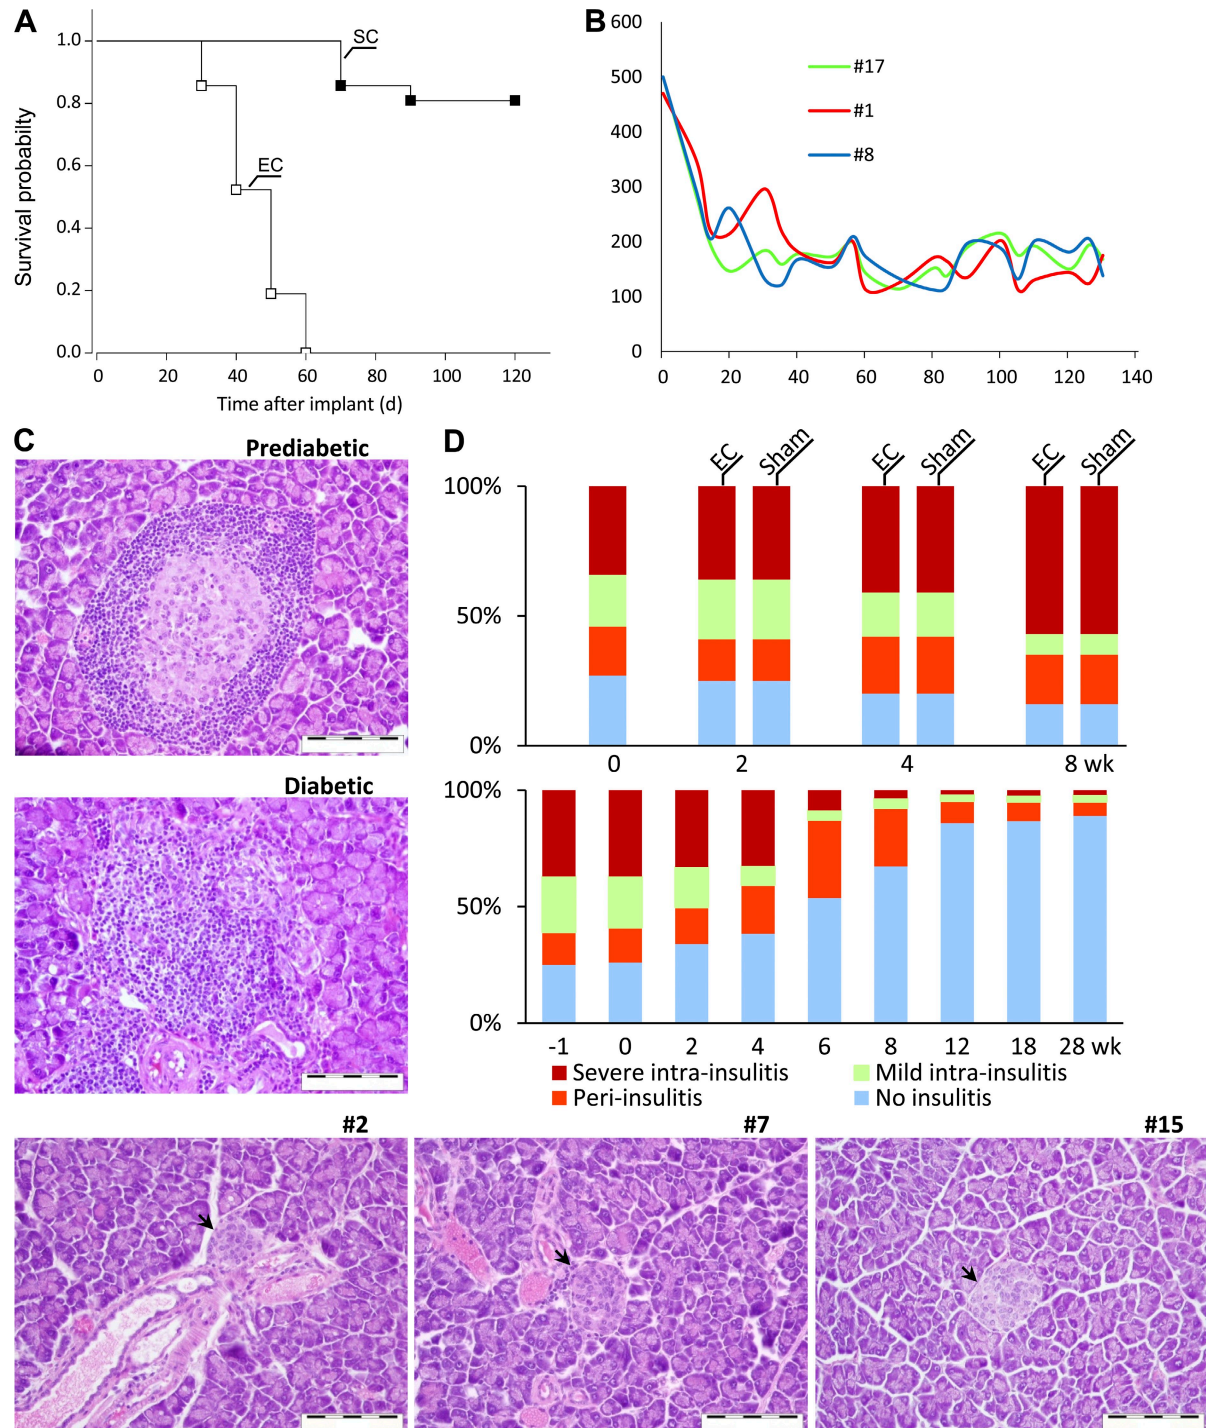 A
1.0
0.8
0.6
0.4
0.2
0.0
Survival probability
SC
EC
0 20 40 60 80 100 120
Time after implant (d)
B
600
500
400
300
200
100
0
#17
#1
#8
0 20 40 60 80 100 120 140
C
Prediabetic
Diabetic
D
EC Sham EC Sham EC Sham
100%
50%
0%
0 2 4 8 wk
100%
50%
0%
-1 0 2 4 6 8 12 18 28 wk
Severe intra-insulitis Mild intra-insulitis
Peri-insulitis No insulitis
#2 #7 #15